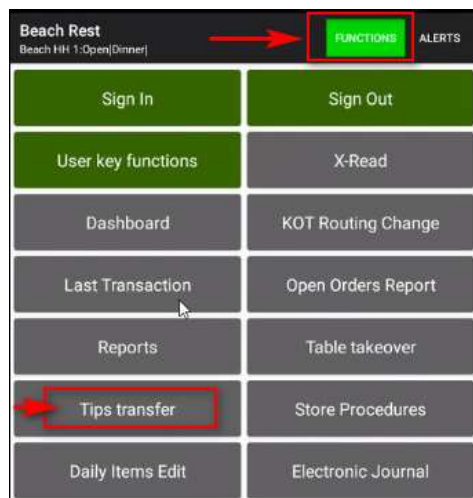 Beach Rest
Beach HH 1:Open|Dinner|
FUNCTIONS
ALERTS
Sign In
Sign Out
User key functions
X-Read
Dashboard
KOT Routing Change
Last Transaction
Open Orders Report
Reports
Table takeover
Tips transfer
Store Procedures
Daily Items Edit
Electronic Journal